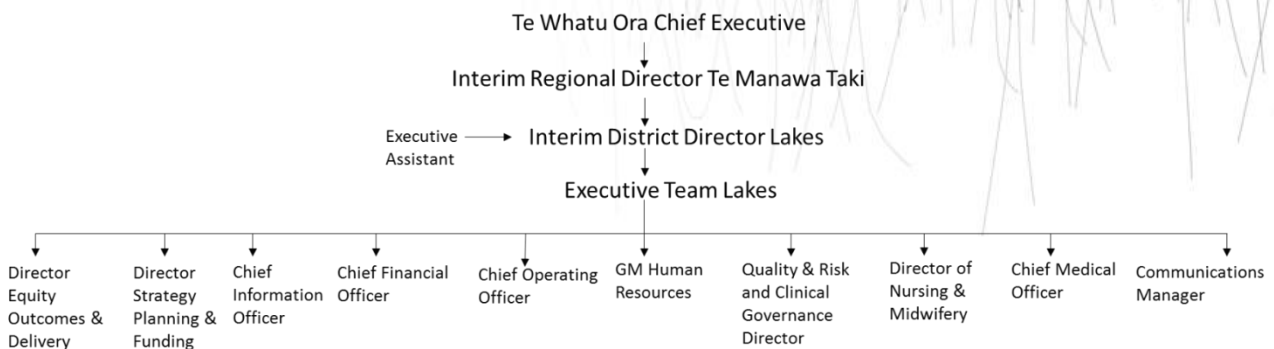 Te Whatu Ora Chief Executive
Interim Regional Director Te Manawa Taki
Executive
Assistant
Interim District Director Lakes
Executive Team Lakes
Director
Equity
Outcomes &
Delivery
Director
Strategy
Planning &
Funding
Chief
Information
Officer
Chief Financial
Officer
Chief Operating
Officer
GM Human
Resources
Quality & Risk
and Clinical
Governance
Director
Director of
Nursing &
Midwifery
Chief Medical
Officer
Communications
Manager